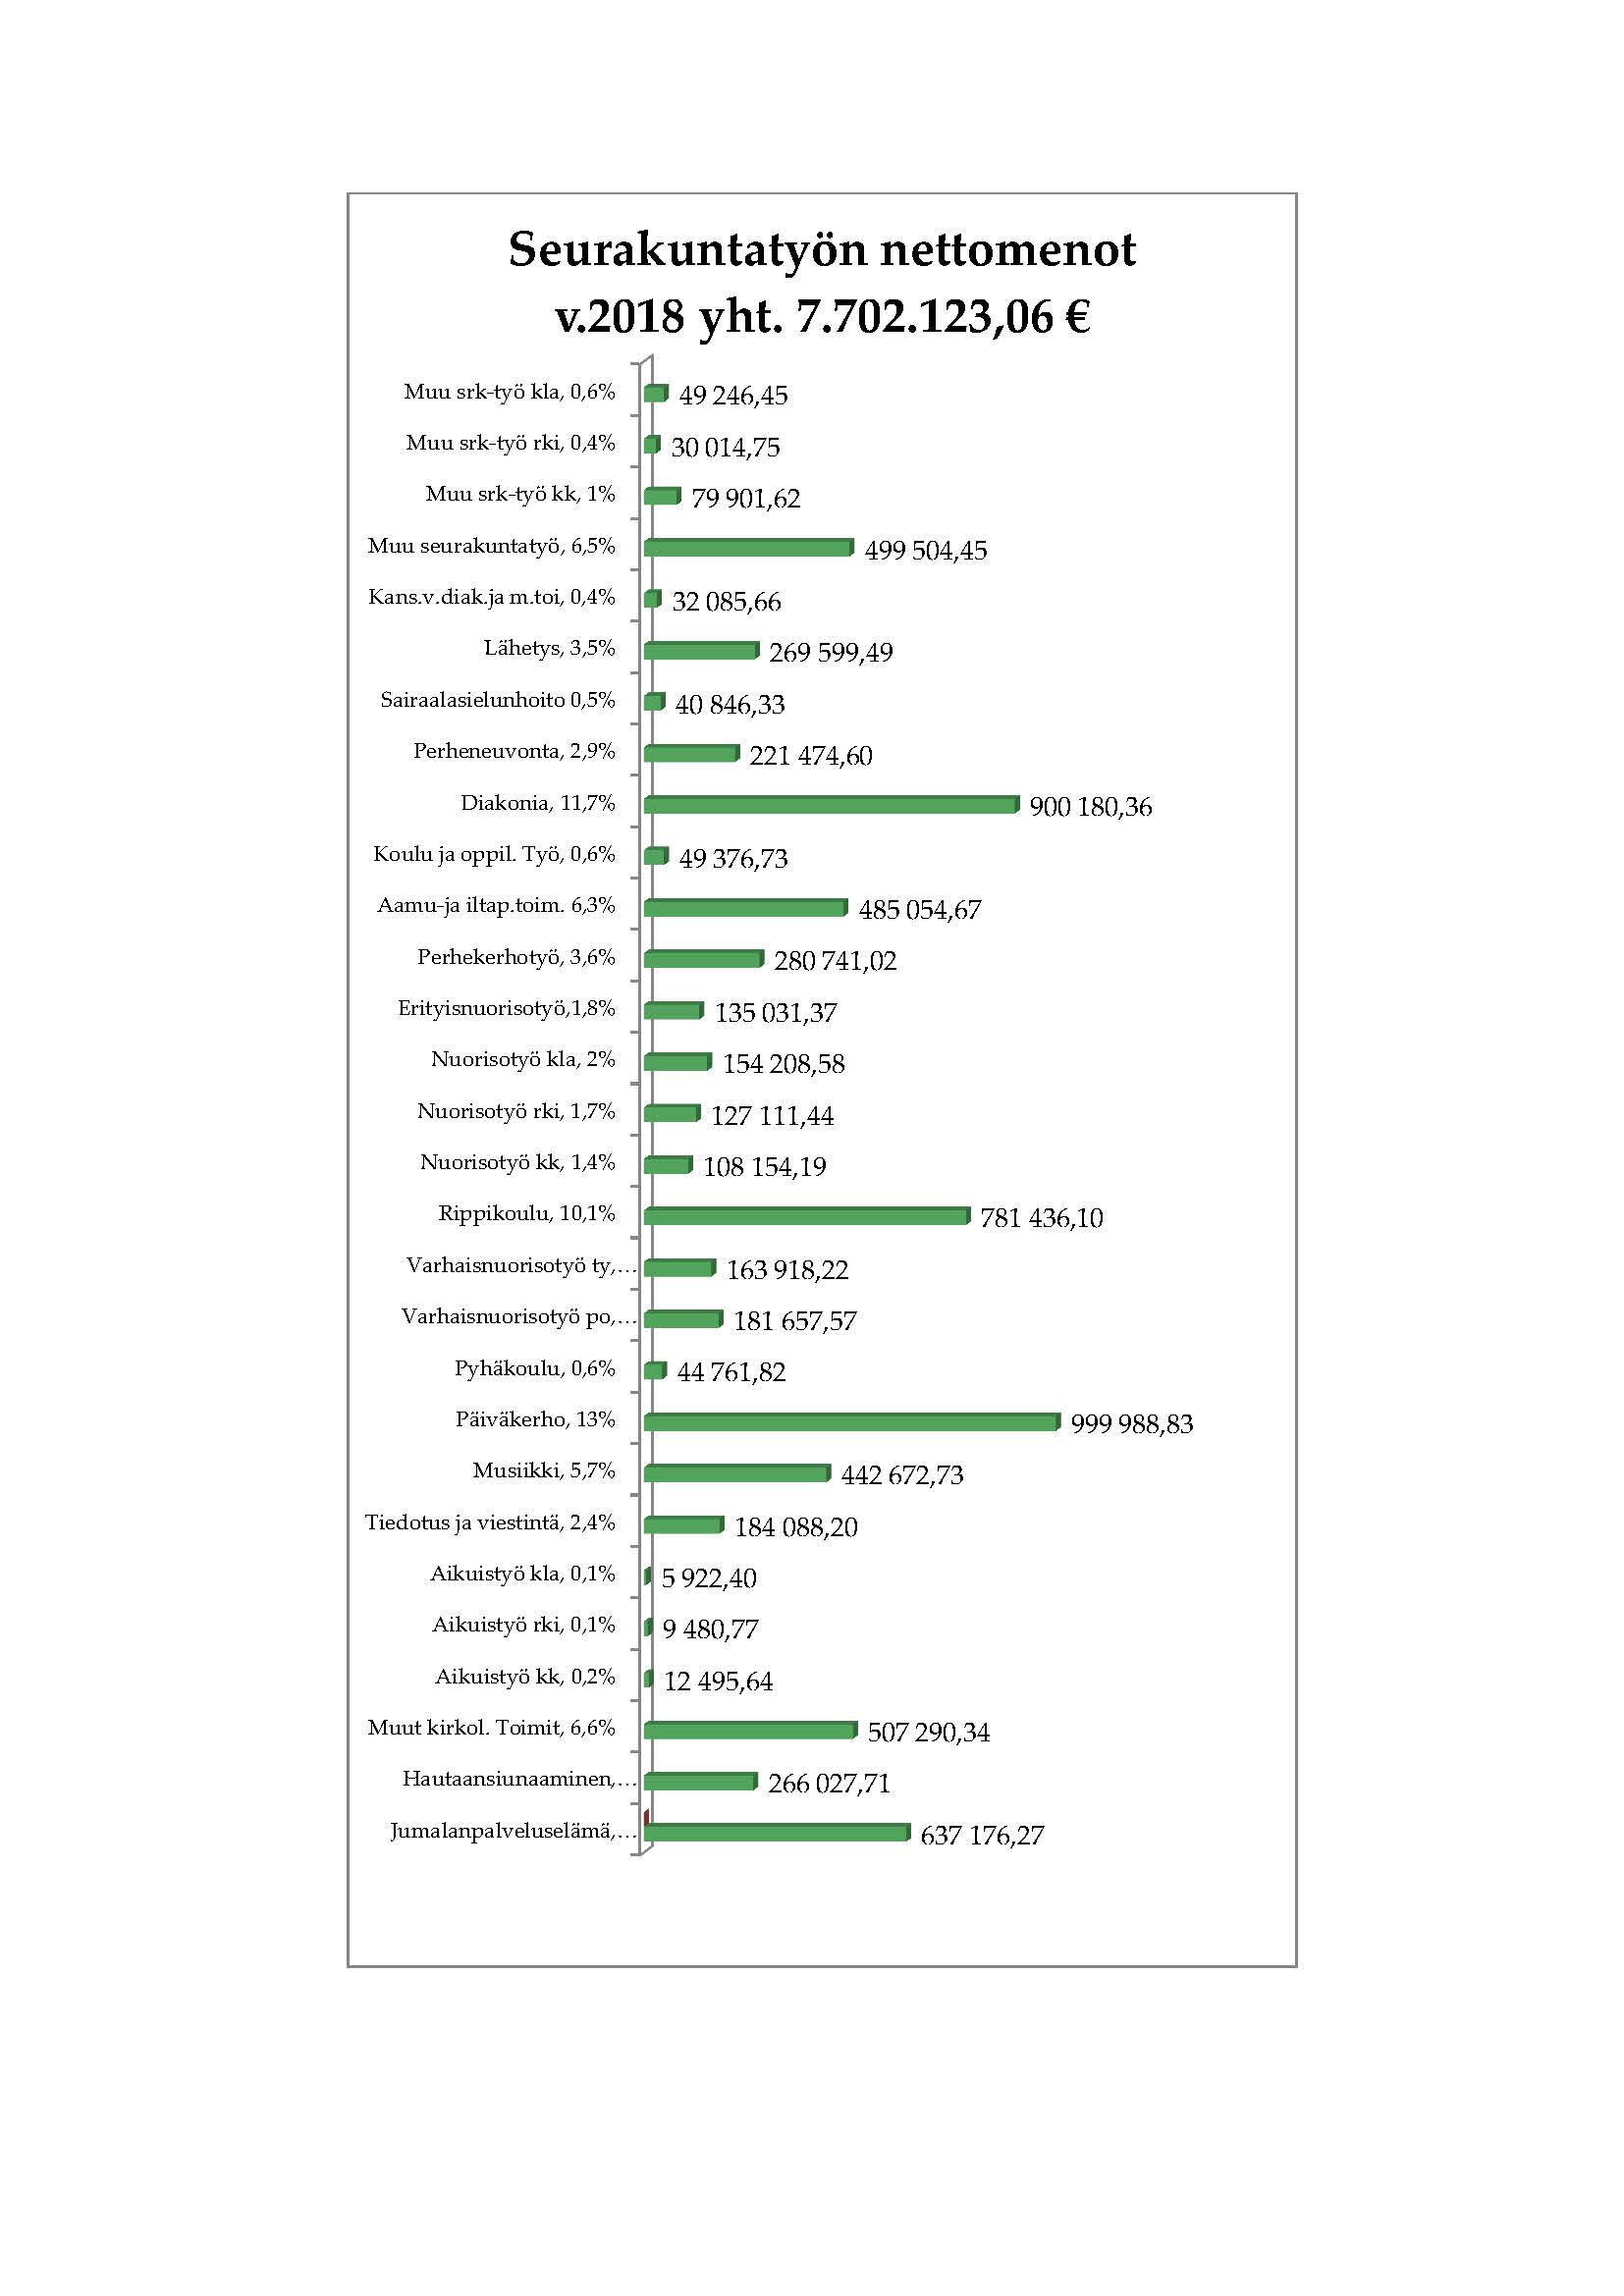 Seurakuntatyön nettomenot
v.2018 yht. 7.702.123,06 €
Muu srk-työ kla, 0,6% 49 246,45
Muu srk-työ rki, 0,4% 30 014,75
Muu srk-työ kk, 1% 79 901,62
Muu seurakuntatyö, 6,5% 499 504,45
Kans.v.diak.ja m.toi, 0,4% 32 085,66
Lähetys, 3,5% 269 599,49
Sairaalasielunhoito 0,5% 40 846,33
Perheneuvonta, 2,9% 221 474,60
Diakonia, 11,7% 900 180,36
Koulu ja oppil. Työ, 0,6% 49 376,73
Aamu-ja iltap.toim. 6,3% 485 054,67
Perhekerhotyö, 3,6% 280 741,02
Erityisnuorisotyö,1,8% 135 031,37
Nuorisotyö kla, 2% 154 208,58
Nuorisotyö rki, 1,7% 127 111,44
Nuorisotyö kk, 1,4% 108 154,19
Rippikoulu, 10,1% 781 436,10
Varhaisnuorisotyö ty,… 163 918,22
Varhaisnuorisotyö po,… 181 657,57
Pyhäkoulu, 0,6% 44 761,82
Päiväkerho, 13% 999 988,83
Musiikki, 5,7% 442 672,73
Tiedotus ja viestintä, 2,4% 184 088,20
Aikuistyö kla, 0,1% 5 922,40
Aikuistyö rki, 0,1% 9 480,77
Aikuistyö kk, 0,2% 12 495,64
Muut kirkol. Toimit, 6,6% 507 290,34
Hautaansiunaaminen,… 266 027,71
Jumalanpalveluselämä,… 637 176,27